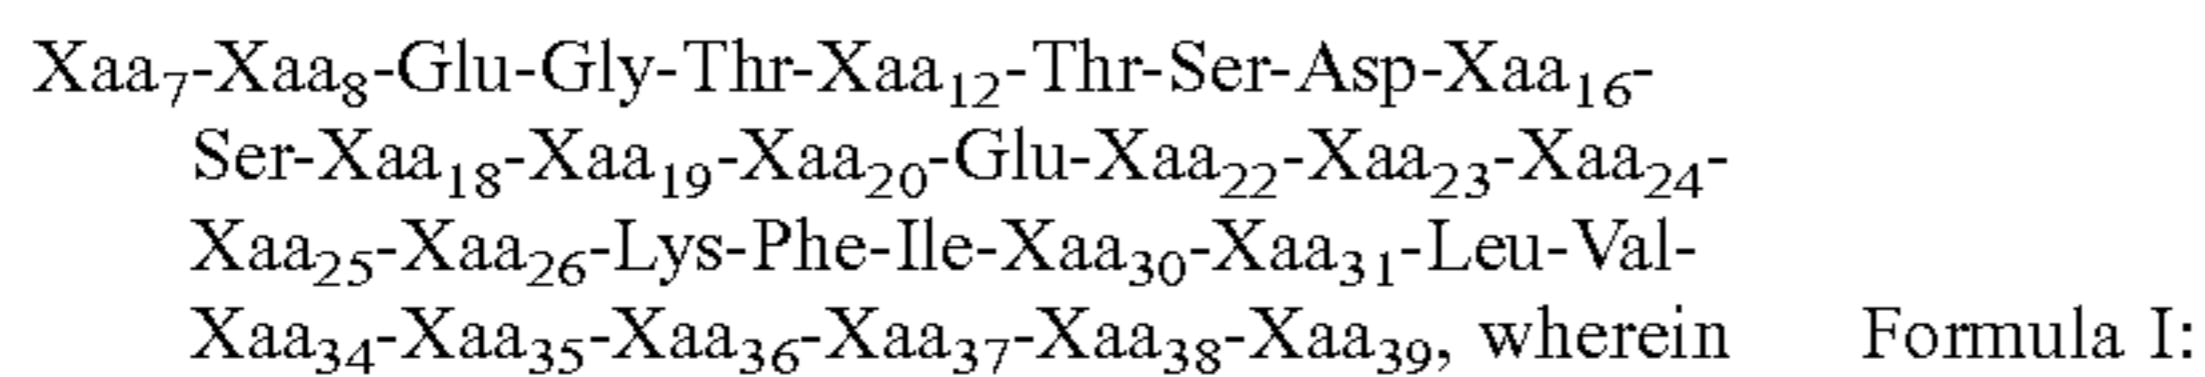 Xaa₇-Xaa₈-Glu-Gly-Thr-Xaa₁₂-Thr-Ser-Asp-Xaa₁₆-
Ser-Xaa₁₈-Xaa₁₉-Xaa₂₀-Glu-Xaa₂₂-Xaa₂₃-Xaa₂₄-
Xaa₂₅-Xaa₂₆-Lys-Phe-Ile-Xaa₃₀-Xaa₃₁-Leu-Val-
Xaa₃₄-Xaa₃₅-Xaa₃₆-Xaa₃₇-Xaa₃₈-Xaa₃₉, wherein Formula I: